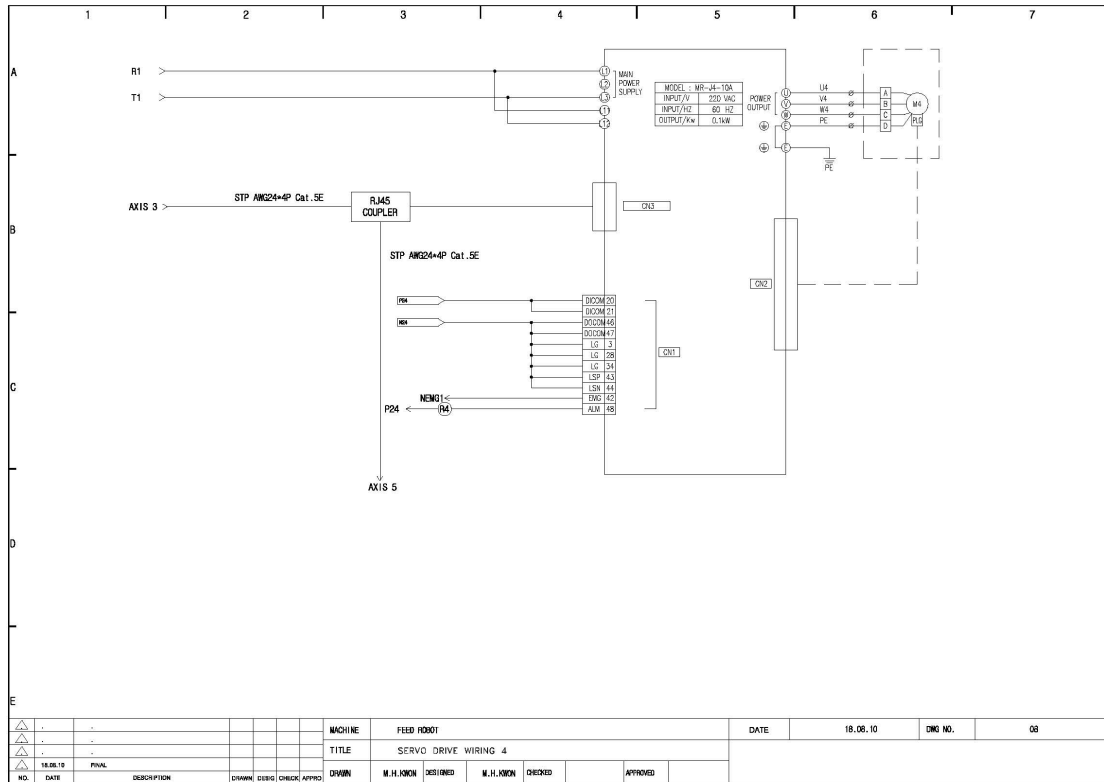 1 2 3 4 5 6 7
A
R1
T1
L1
L2
L3
L11
L12
MAIN
POWER
SUPPLY
MODEL : MR-J4-10A
INPUT/V 220 VAC
INPUT/HZ 60 HZ
OUTPUT/Kw 0.1kW
POWER
OUTPUT
U U4 A
V V4 B
W W4 C
E PE D
M4
PLG
E
PE
B
AXIS 3
STP AWG24*4P Cat.5E
RJ45
COUPLER
CN3
STP AWG24*4P Cat.5E
CN2
P24
N24
DICOM 20
DICOM 21
DOCOM 46
DOCOM 47
LG 3
LG 28
LG 34
LSP 43
LSN 44
EMG 42
ALM 48
CN1
C
NEMG1
P24
R4
AXIS 5
D
E
MACHINE FEED ROBOT DATE 18.08.10 DWG NO. 08
TITLE SERVO DRIVE WIRING 4
18.08.10 FINAL
NO. DATE DESCRIPTION DRAWN DESIG CHECK APPRO
DRAWN M.H.KWON DESIGNED M.H.KWON CHECKED APPROVED